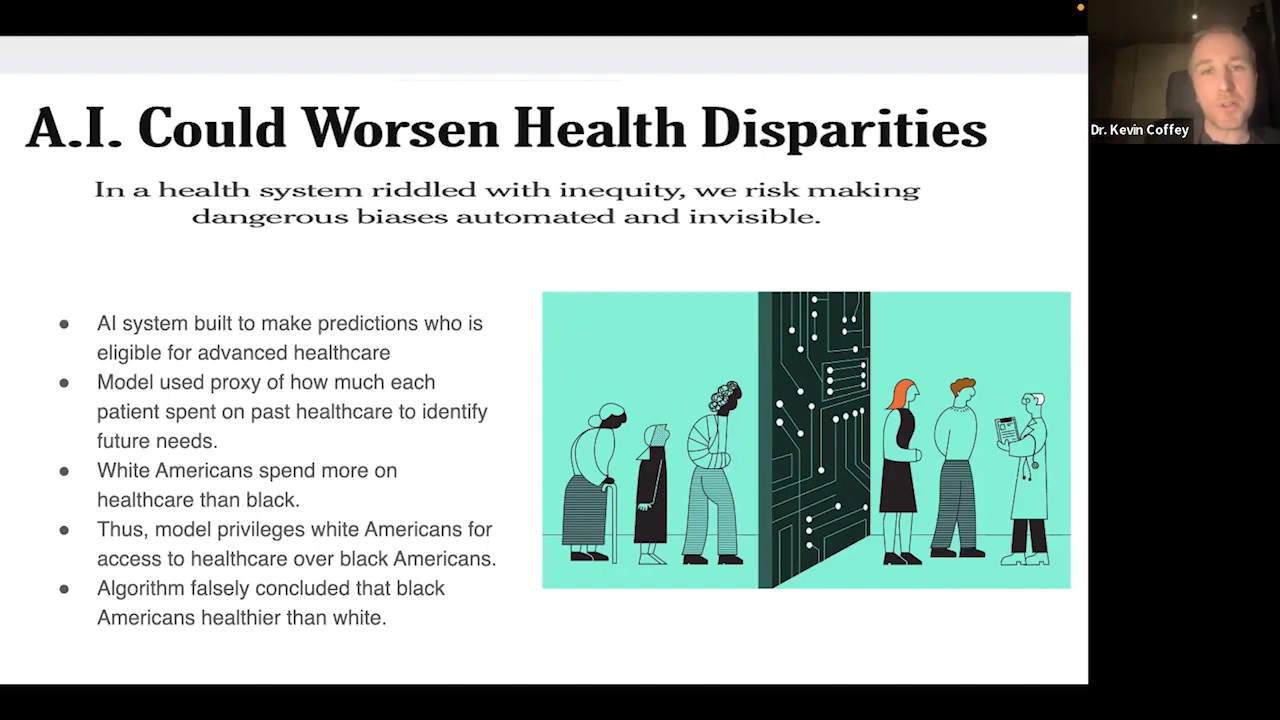 A.I. Could Worsen Health Disparities
In a health system riddled with inequity, we risk making
dangerous biases automated and invisible.
● AI system built to make predictions who is
eligible for advanced healthcare
● Model used proxy of how much each
patient spent on past healthcare to identify
future needs.
● White Americans spend more on
healthcare than black.
● Thus, model privileges white Americans for
access to healthcare over black Americans.
● Algorithm falsely concluded that black
Americans healthier than white.
Dr. Kevin Coffey